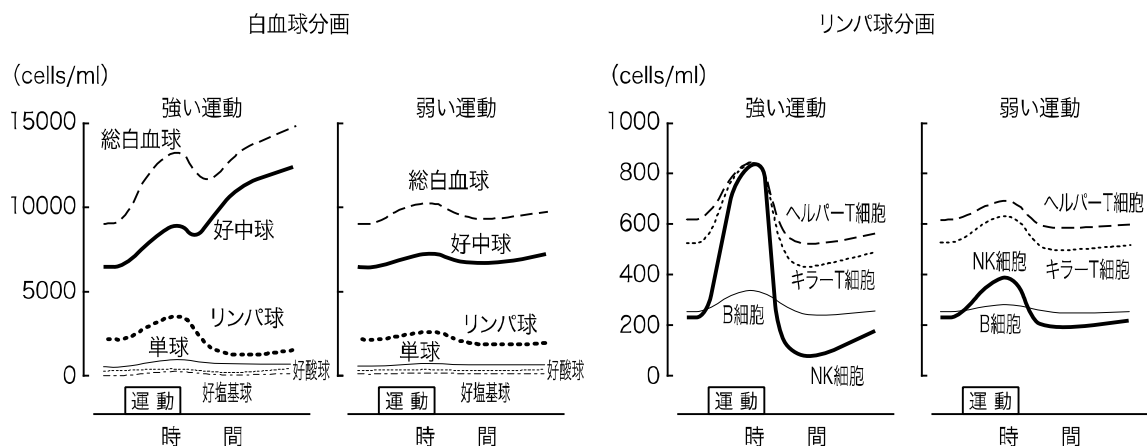 白血球分画
リンパ球分画
(cells/ml)
(cells/ml)
強い運動
弱い運動
強い運動
弱い運動
15000
10000
5000
0
総白血球
好中球
リンパ球
単球
好塩基球
総白血球
好中球
リンパ球
単球
好酸球
好塩基球
好酸球
1000
800
600
400
200
0
ヘルパーT細胞
キラーT細胞
B細胞
NK細胞
ヘルパーT細胞
NK細胞
キラーT細胞
B細胞
運 動
運 動
運 動
運 動
時 間
時 間
時 間
時 間